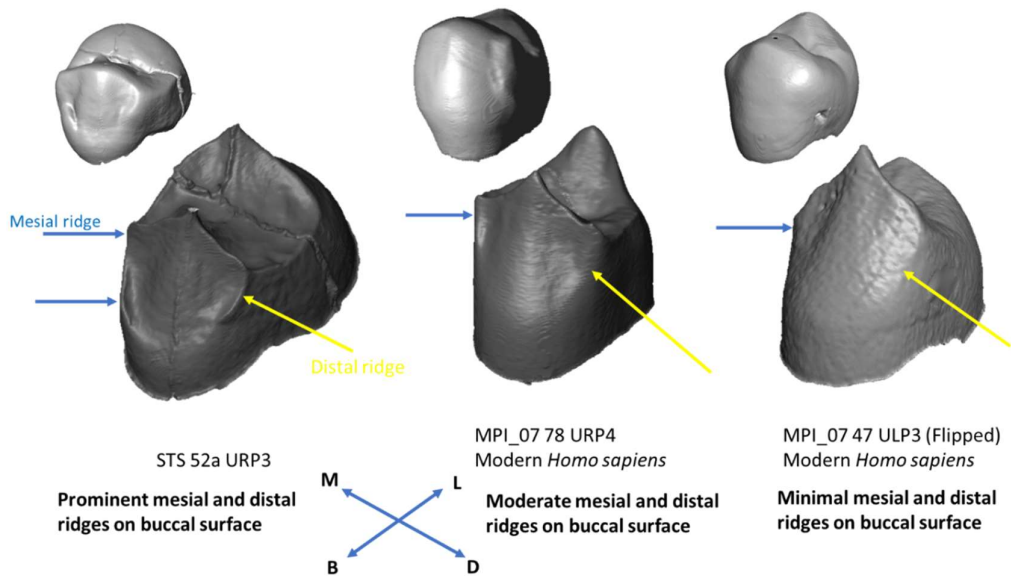 Mesial ridge
Distal ridge
STS 52a URP3
Prominent mesial and distal
ridges on buccal surface
M
L
B
D
MPI_07 78 URP4
Modern Homo sapiens
Moderate mesial and distal
ridges on buccal surface
MPI_07 47 ULP3 (Flipped)
Modern Homo sapiens
Minimal mesial and distal
ridges on buccal surface